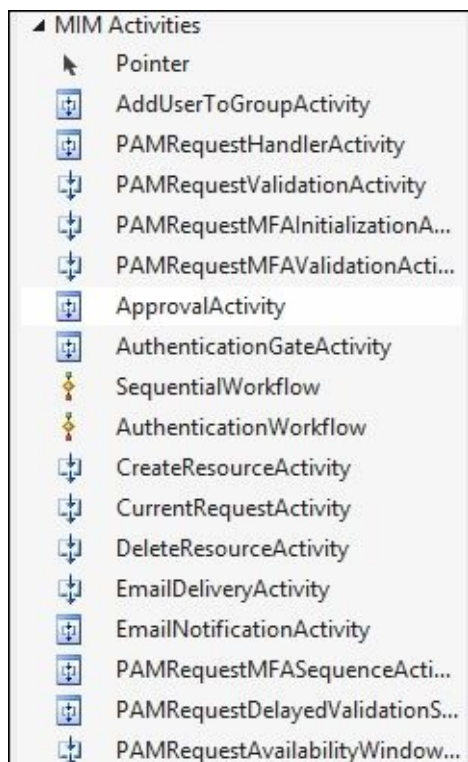 MIM Activities
Pointer
AddUserToGroupActivity
PAMRequestHandlerActivity
PAMRequestValidationActivity
PAMRequestMFAInitializationA...
PAMRequestMFAValidationActi...
ApprovalActivity
AuthenticationGateActivity
SequentialWorkflow
AuthenticationWorkflow
CreateResourceActivity
CurrentRequestActivity
DeleteResourceActivity
EmailDeliveryActivity
EmailNotificationActivity
PAMRequestMFASequenceActi...
PAMRequestDelayedValidationS...
PAMRequestAvailabilityWindow...